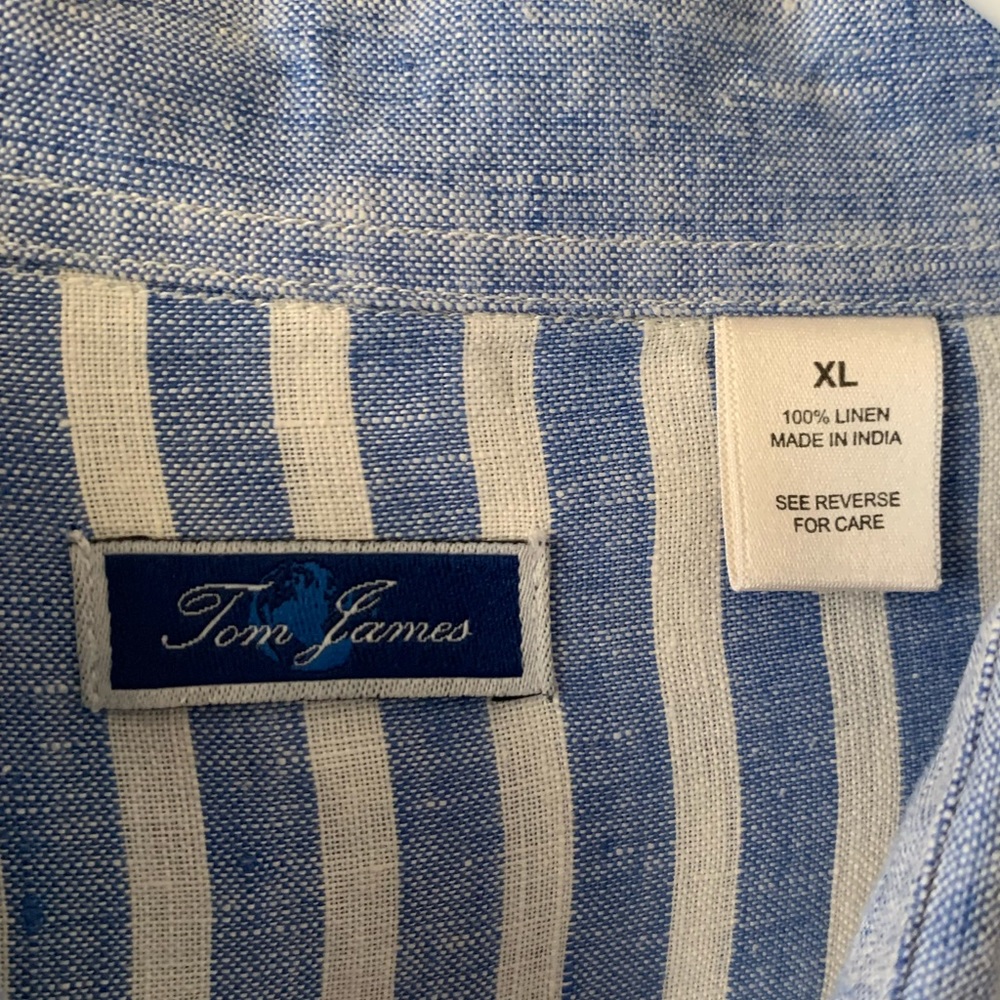 XL
100% LINEN
MADE IN INDIA
SEE REVERSE
FOR CARE
Tom James